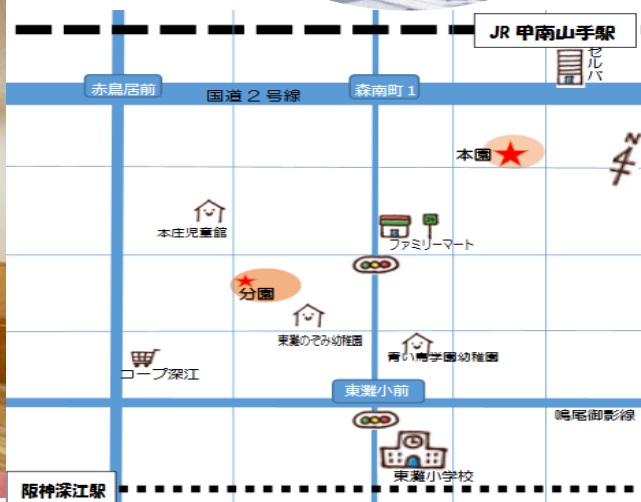 JR 甲南山手駅
セルバ
赤鳥居前
国道2号線
森南町1
本園
N
本庄児童館
ファミリーマート
分園
東灘のぞみ幼稚園
青い鳥学園幼稚園
コープ深江
東灘小前
鳴尾御影線
東灘小学校
阪神深江駅